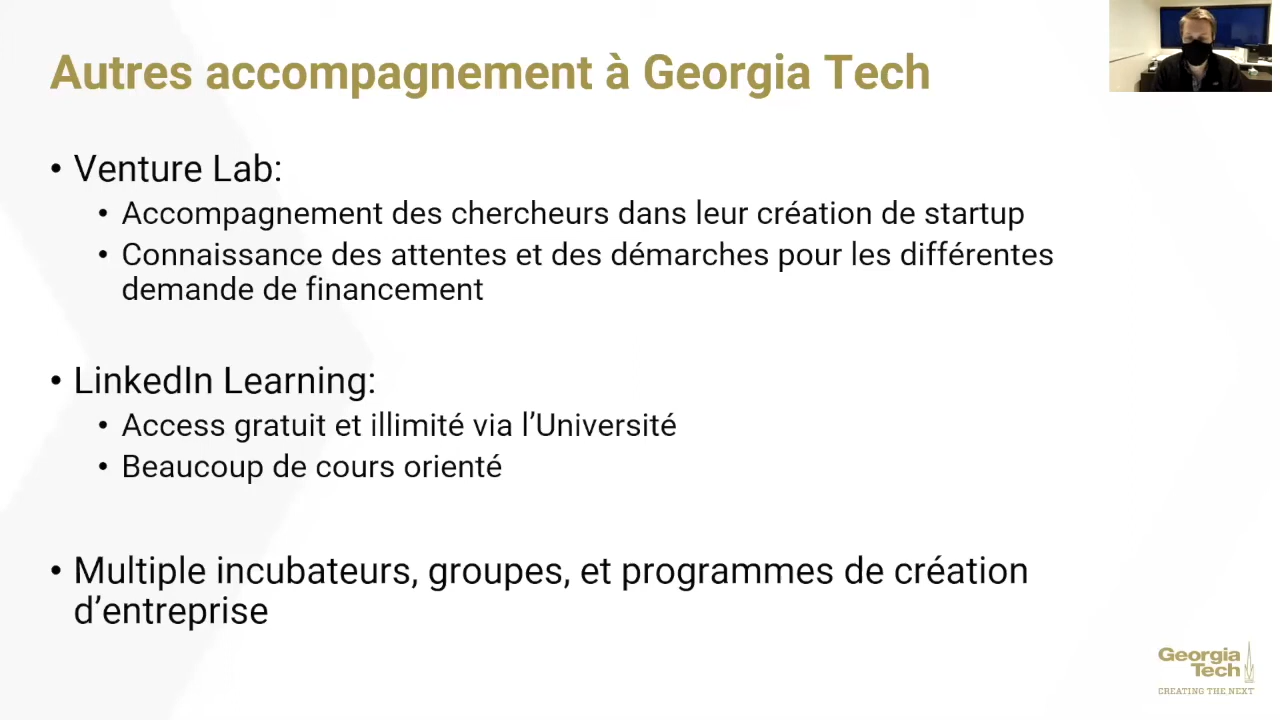 Autres accompagnement à Georgia Tech
• Venture Lab:
• Accompagnement des chercheurs dans leur création de startup
• Connaissance des attentes et des démarches pour les différentes
demande de financement
• LinkedIn Learning:
• Access gratuit et illimité via l’Université
• Beaucoup de cours orienté
• Multiple incubateurs, groupes, et programmes de création
d’entreprise
Georgia
Tech
CREATING THE NEXT